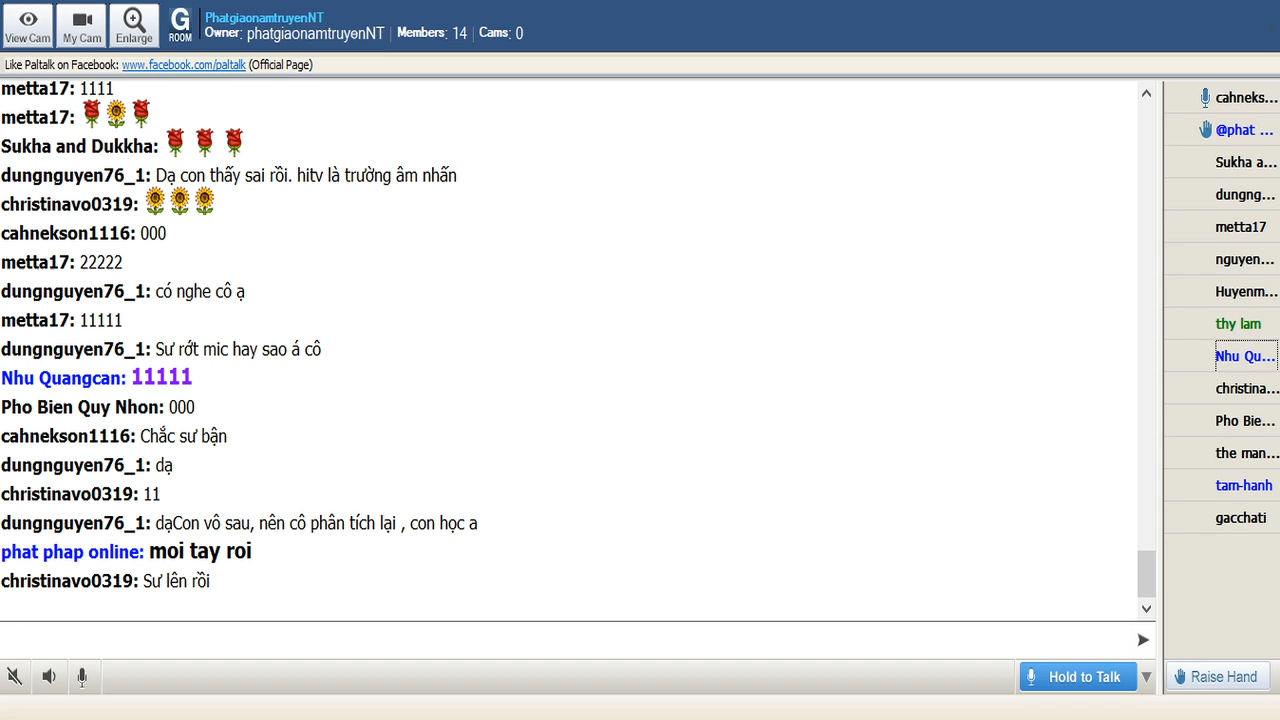 View Cam
My Cam
Enlarge
G
ROOM
PhatgiaonamtruyenNT
Owner: phatgiaonamtruyenNT | Members: 14 | Cams: 0
Like Paltalk on Facebook: www.facebook.com/paltalk (Official Page)
metta17: 1111
metta17:
Sukha and Dukkha:
dungnguyen76_1: Dạ con thấy sai rồi. hitv là trường âm nhấn
christinavo0319:
cahnekson1116: 000
metta17: 22222
dungnguyen76_1: có nghe cô ạ
metta17: 11111
dungnguyen76_1: Sư rớt mic hay sao á cô
Nhu Quangcan: 11111
Pho Bien Quy Nhon: 000
cahnekson1116: Chắc sư bận
dungnguyen76_1: dạ
christinavo0319: 11
dungnguyen76_1: dạCon vô sau, nên cô phân tích lại , con học a
phat phap online: moi tay roi
christinavo0319: Sư lên rồi
cahneks...
@phat ...
Sukha a...
dungng...
metta17
nguyen...
Huyenm...
thy lam
Nhu Qu...
christina...
Pho Bie...
the man...
tam-hanh
gacchati
Hold to Talk
Raise Hand